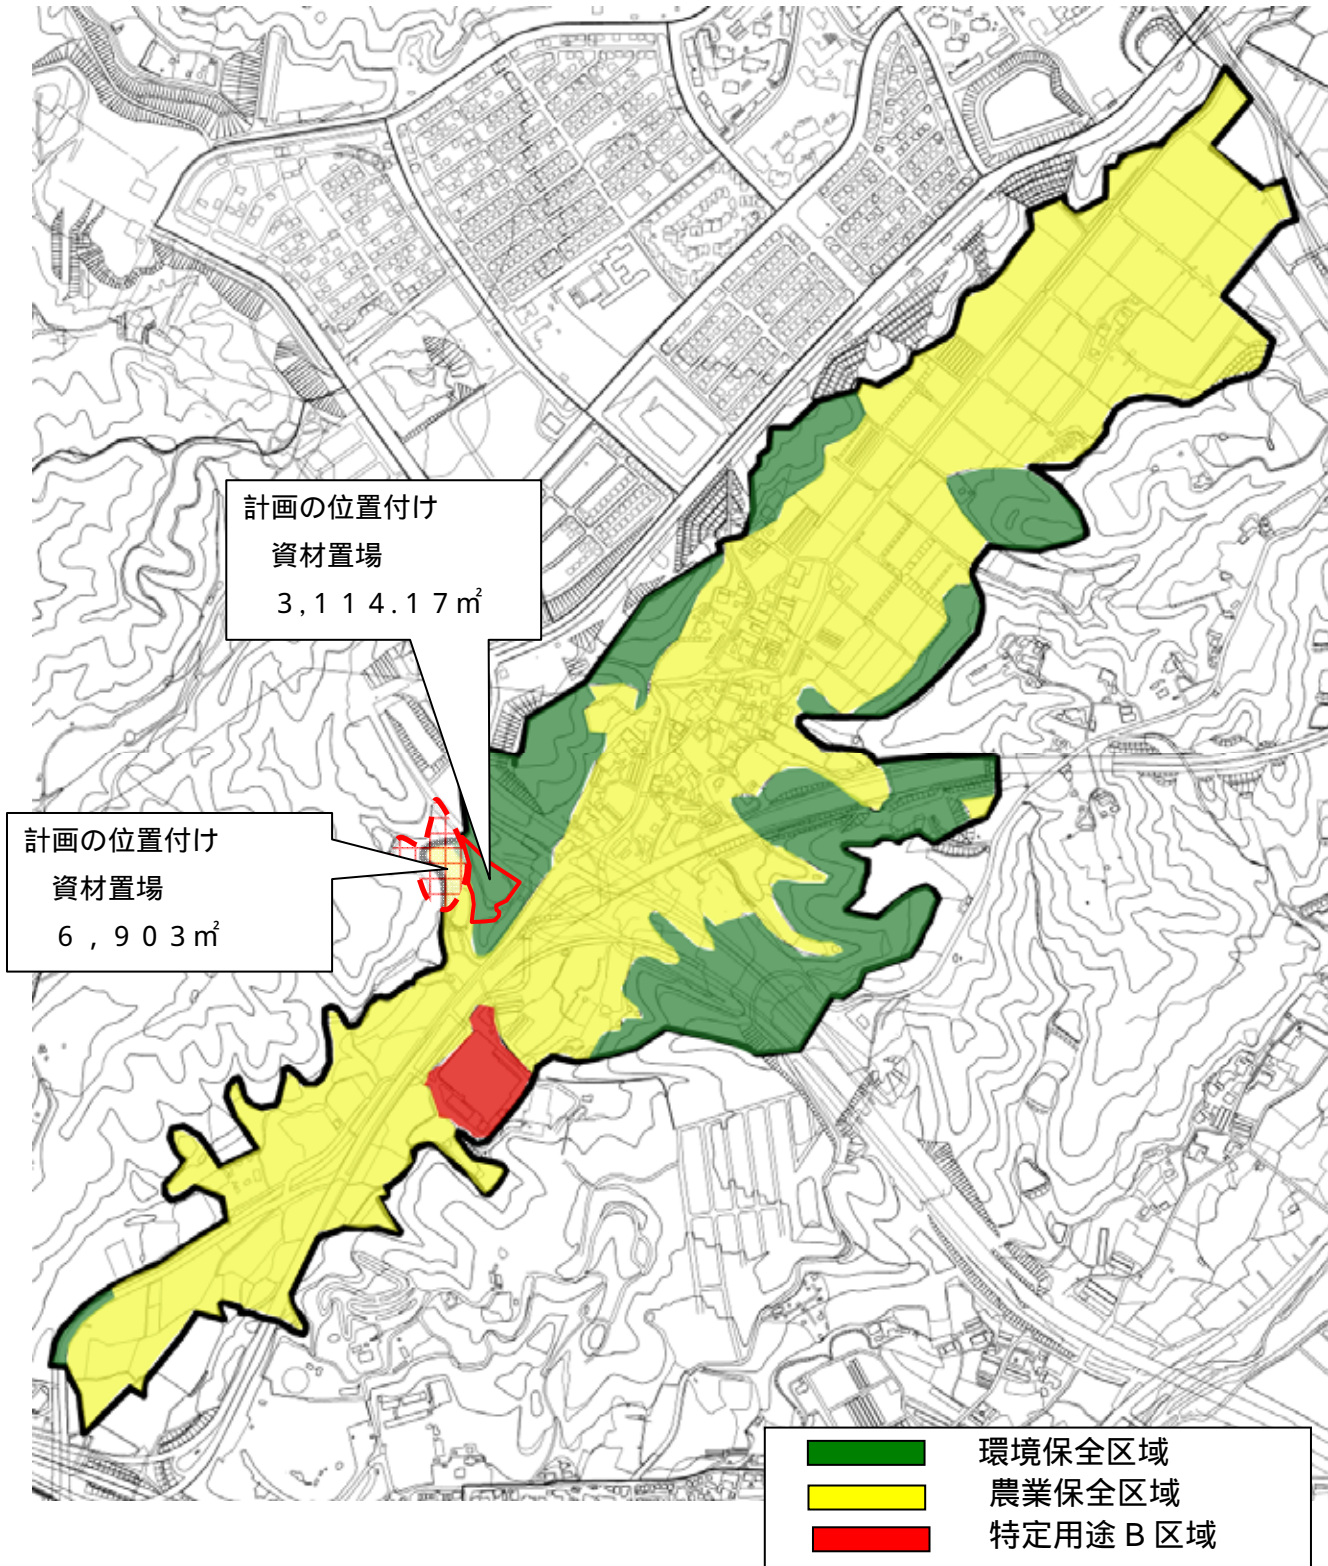 計画の位置付け
資材置場
3,114.17㎡
計画の位置付け
資材置場
6,903㎡
環境保全区域
農業保全区域
特定用途B区域